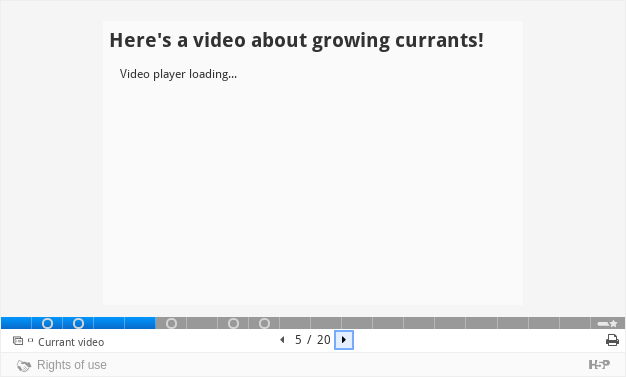 Here's a video about growing currants!
Video player loading...
Currant video
5 / 20
Rights of use
H5P